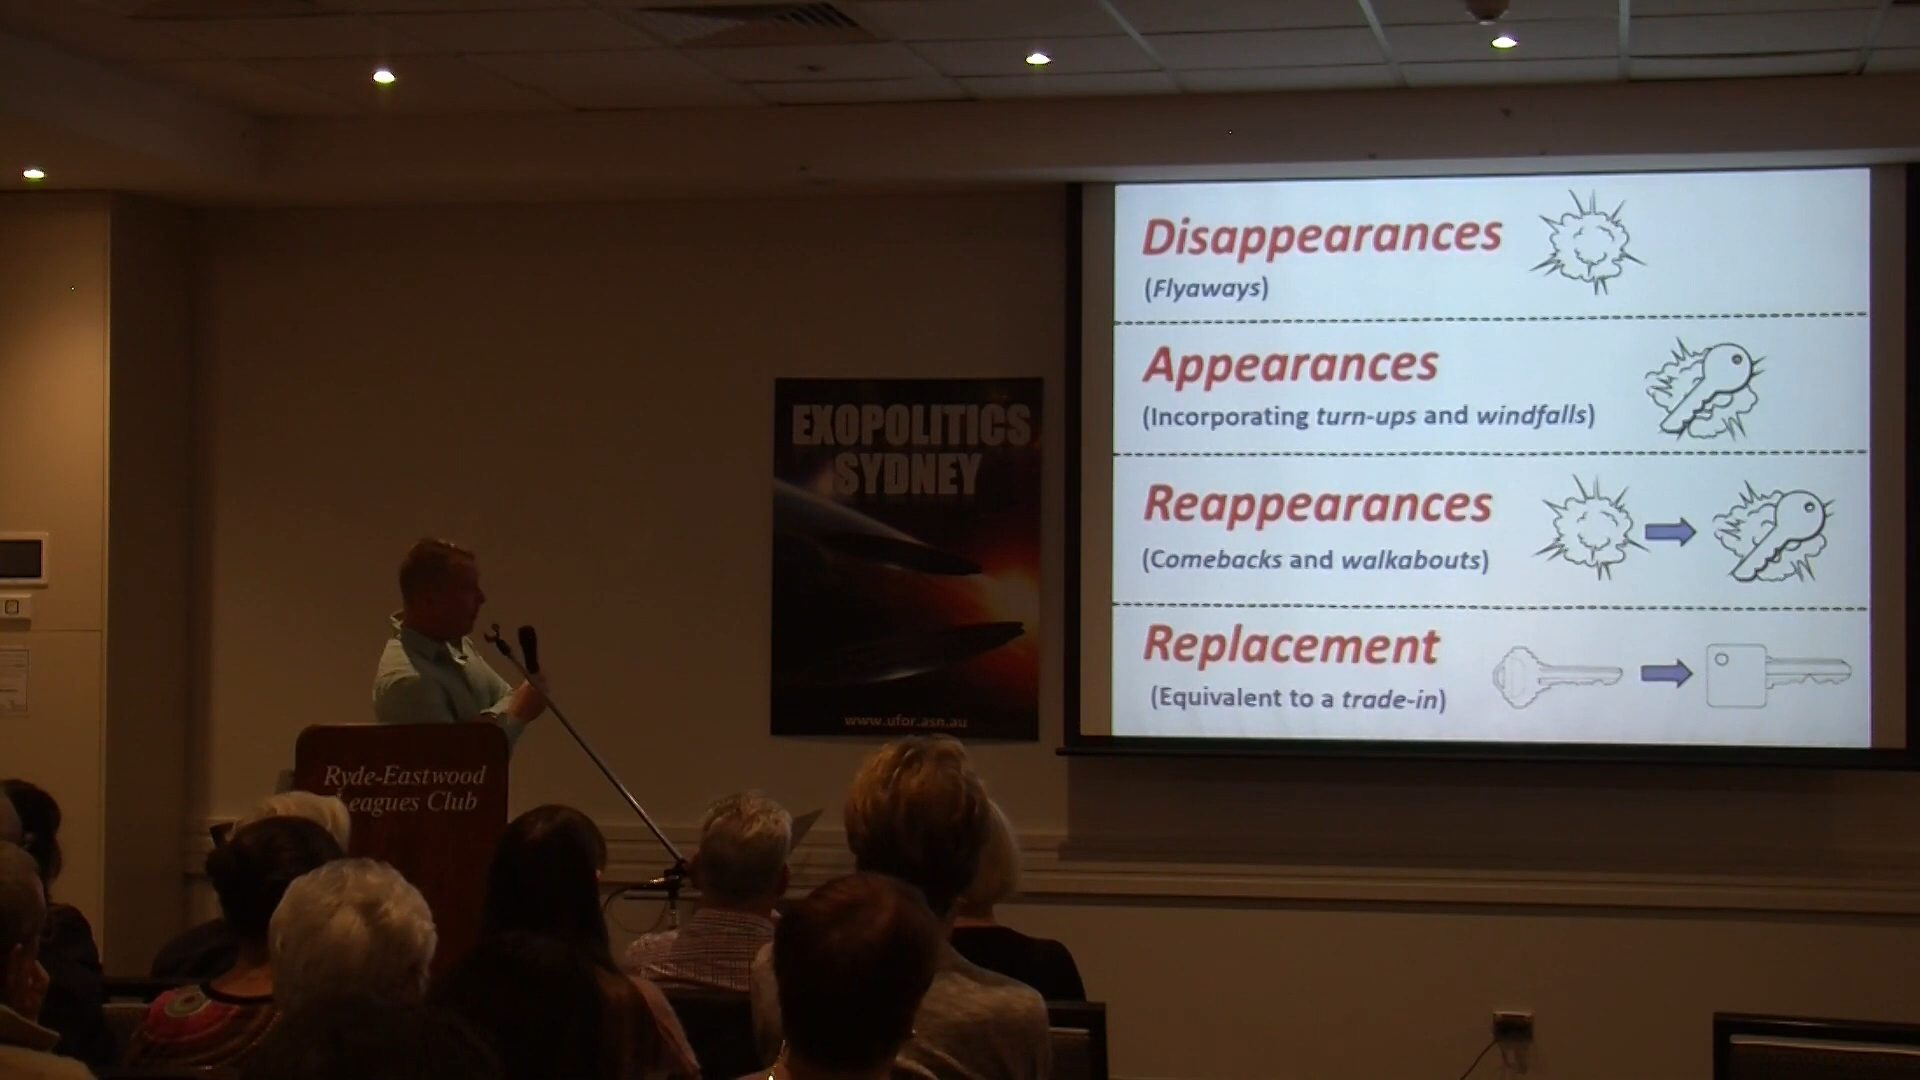 Disappearances
(Flyaways)
Appearances
(Incorporating turn-ups and windfalls)
Reappearances
(Comebacks and walkabouts)
Replacement
(Equivalent to a trade-in)
EXOPOLITICS
SYDNEY
www.ufor.asn.au
Ryde-Eastwood
Leagues Club